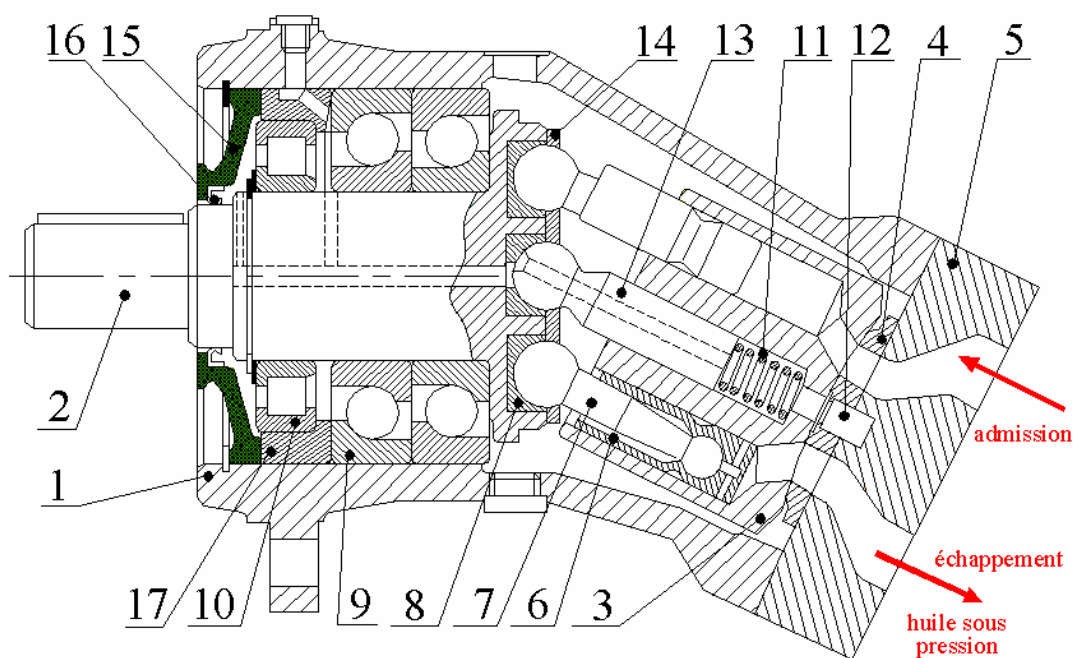 16 15 14 13 11 12 4 5
2
admission
1
échappement
17 10 9 8 7 6 3
huile sous
pression